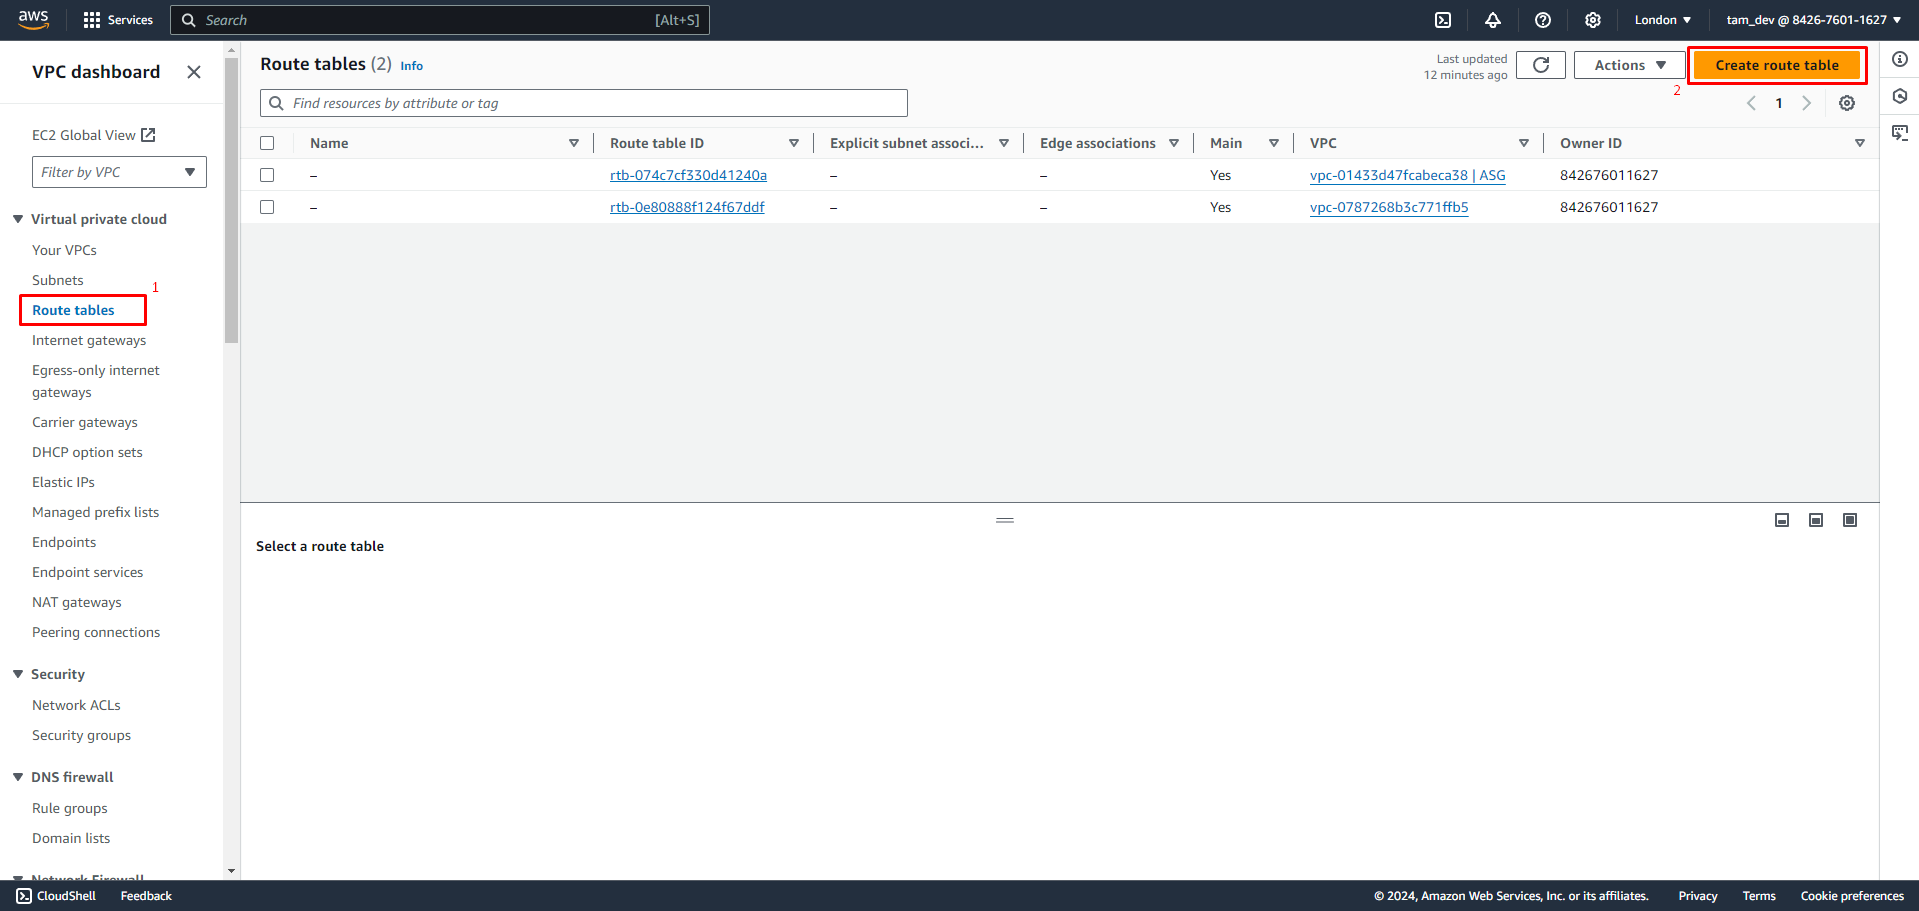 aws
Services
Search
[Alt+S]
London
tam_dev @ 8426-7601-1627
VPC dashboard
EC2 Global View
Filter by VPC
Virtual private cloud
Your VPCs
Subnets
1
Route tables
Internet gateways
Egress-only internet
gateways
Carrier gateways
DHCP option sets
Elastic IPs
Managed prefix lists
Endpoints
Endpoint services
NAT gateways
Peering connections
Security
Network ACLs
Security groups
DNS firewall
Rule groups
Domain lists
Network Firewall
Route tables (2) Info
Last updated
12 minutes ago
Actions
Create route table
2
Find resources by attribute or tag
1
Name Route table ID Explicit subnet associ... Edge associations Main VPC Owner ID
– rtb-074c7cf330d41240a – – Yes vpc-01433d47fcabeca38 | ASG 842676011627
– rtb-0e80888f124f67ddf – – Yes vpc-0787268b3c771ffb5 842676011627
Select a route table
CloudShell Feedback © 2024, Amazon Web Services, Inc. or its affiliates. Privacy Terms Cookie preferences